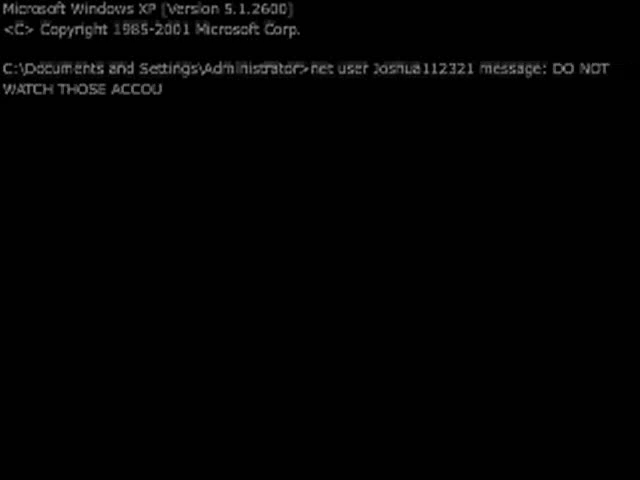 Microsoft Windows XP [Version 5.1.2600]
<C> Copyright 1985-2001 Microsoft Corp.
C:\Documents and Settings\Administrator>net user Joshua112321 message: DO NOT
WATCH THOSE ACCOU